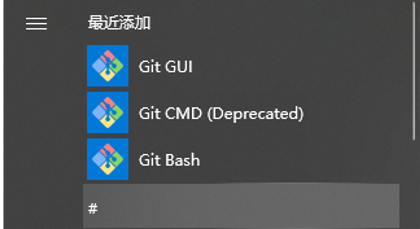 最近添加
Git GUI
Git CMD (Deprecated)
Git Bash
#